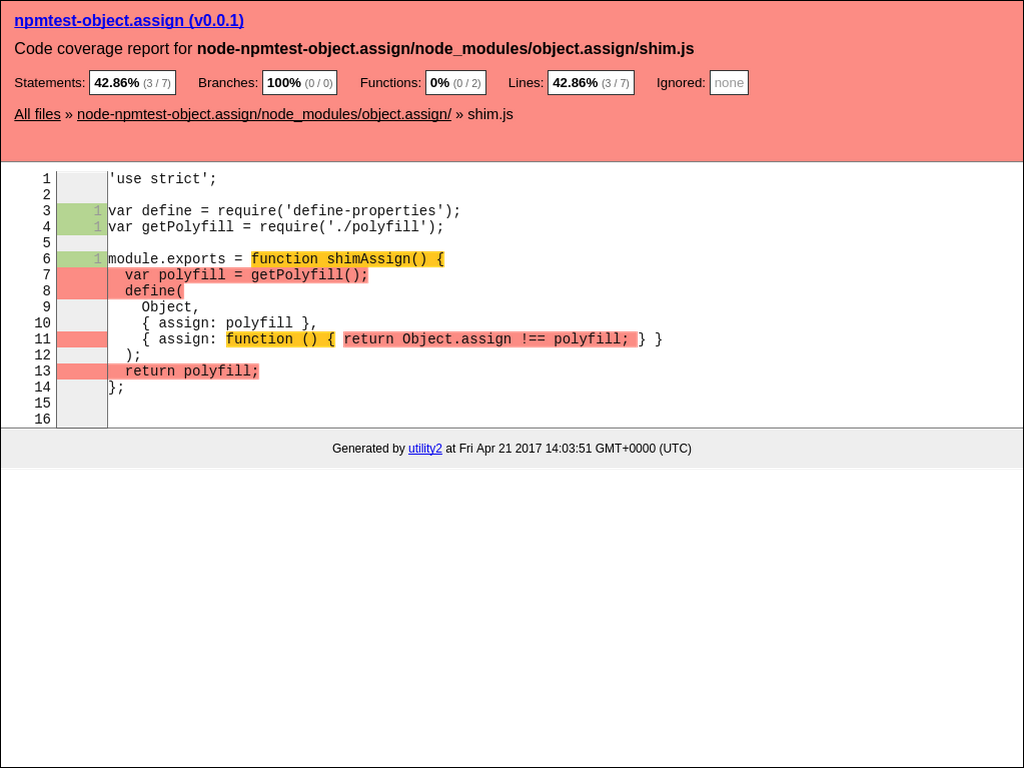 npmtest-object.assign (v0.0.1)
Code coverage report for node-npmtest-object.assign/node_modules/object.assign/shim.js
Statements: 42.86% (3 / 7) Branches: 100% (0 / 0) Functions: 0% (0 / 2) Lines: 42.86% (3 / 7) Ignored: none
All files » node-npmtest-object.assign/node_modules/object.assign/ » shim.js
1 'use strict';
2
3 1 var define = require('define-properties');
4 1 var getPolyfill = require('./polyfill');
5
6 1 module.exports = function shimAssign() {
7   var polyfill = getPolyfill();
8   define(
9     Object,
10     { assign: polyfill },
11     { assign: function () { return Object.assign !== polyfill; } }
12   );
13   return polyfill;
14 };
15
16
Generated by utility2 at Fri Apr 21 2017 14:03:51 GMT+0000 (UTC)